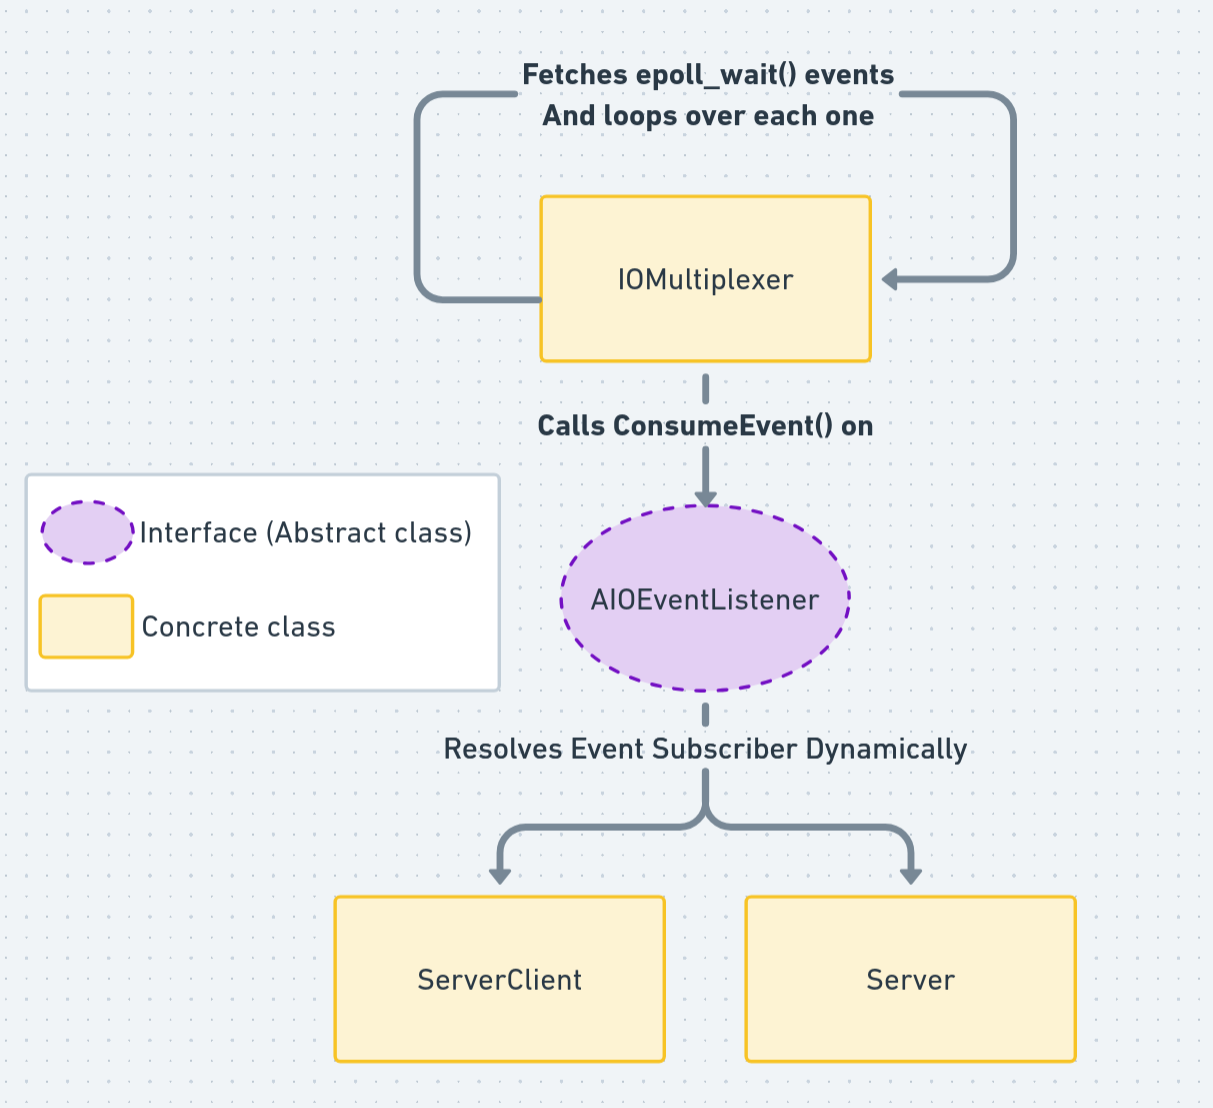 Fetches epoll_wait() events
And loops over each one
IOMultiplexer
Calls ConsumeEvent() on
Interface (Abstract class)
Concrete class
AIOEventListener
Resolves Event Subscriber Dynamically
ServerClient
Server